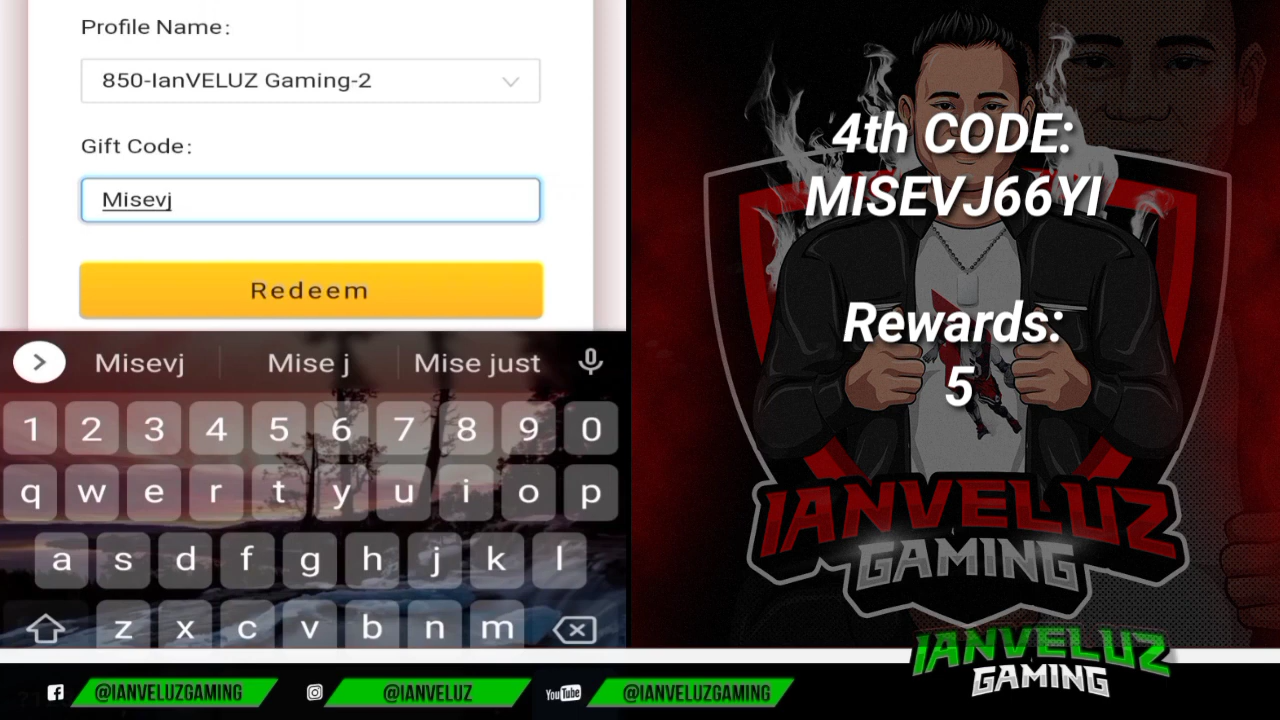 Profile Name:
850-IanVELUZ Gaming-2
Gift Code:
Misevj
Redeem
Misevj
Mise j
Mise just
1 2 3 4 5 6 7 8 9 0
q w e r t y u i o p
a s d f g h j k l
z x c v b n m
4th CODE:
MISEVJ66YI
Rewards:
5
IANVELUZ
GAMING
IANVELUZ
GAMING
@IANVELUZGAMING
@IANVELUZ
YouTube
@IANVELUZGAMING